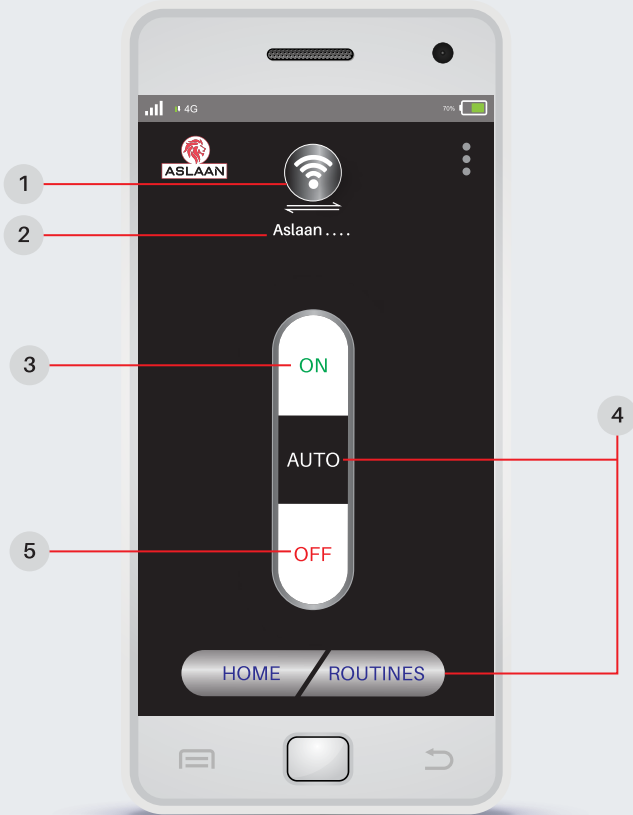 4G
70%
ASLAAN
1
2
Aslaan ....
3
ON
4
AUTO
5
OFF
HOME
ROUTINES